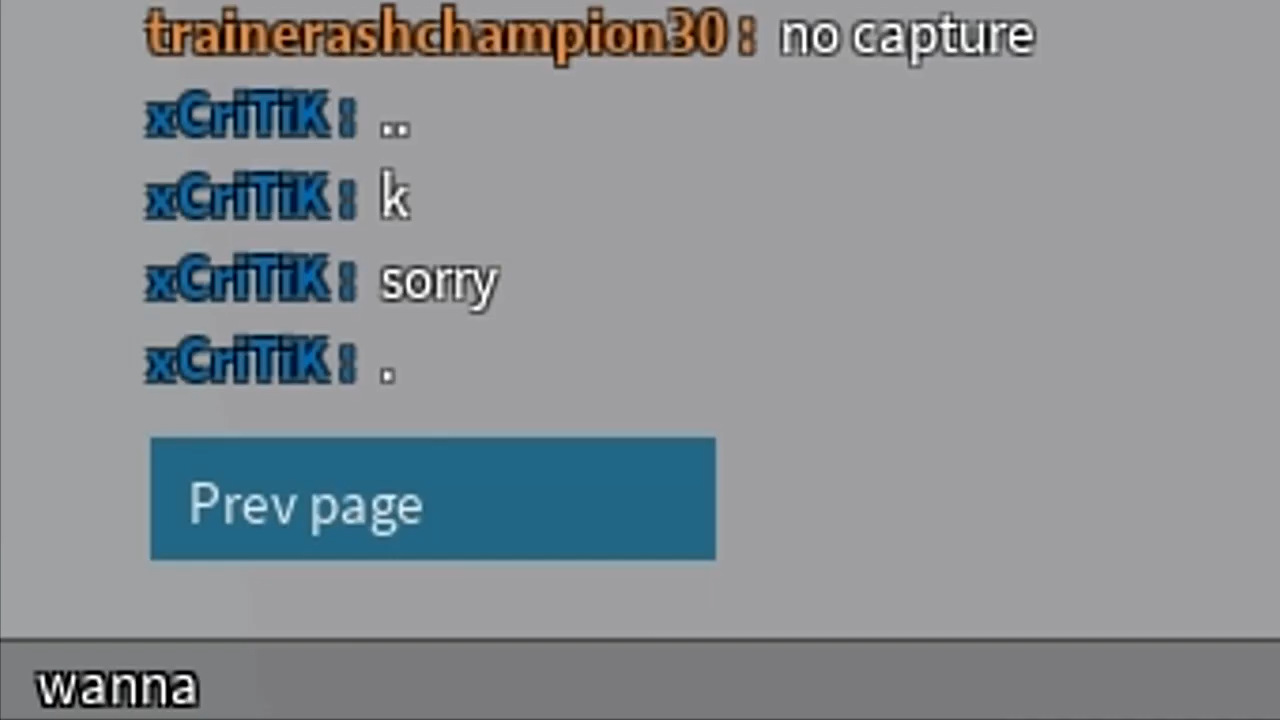 trainerashchampion30: no capture
xCriTiK: ..
xCriTiK: k
xCriTiK: sorry
xCriTiK: .
Prev page
wanna